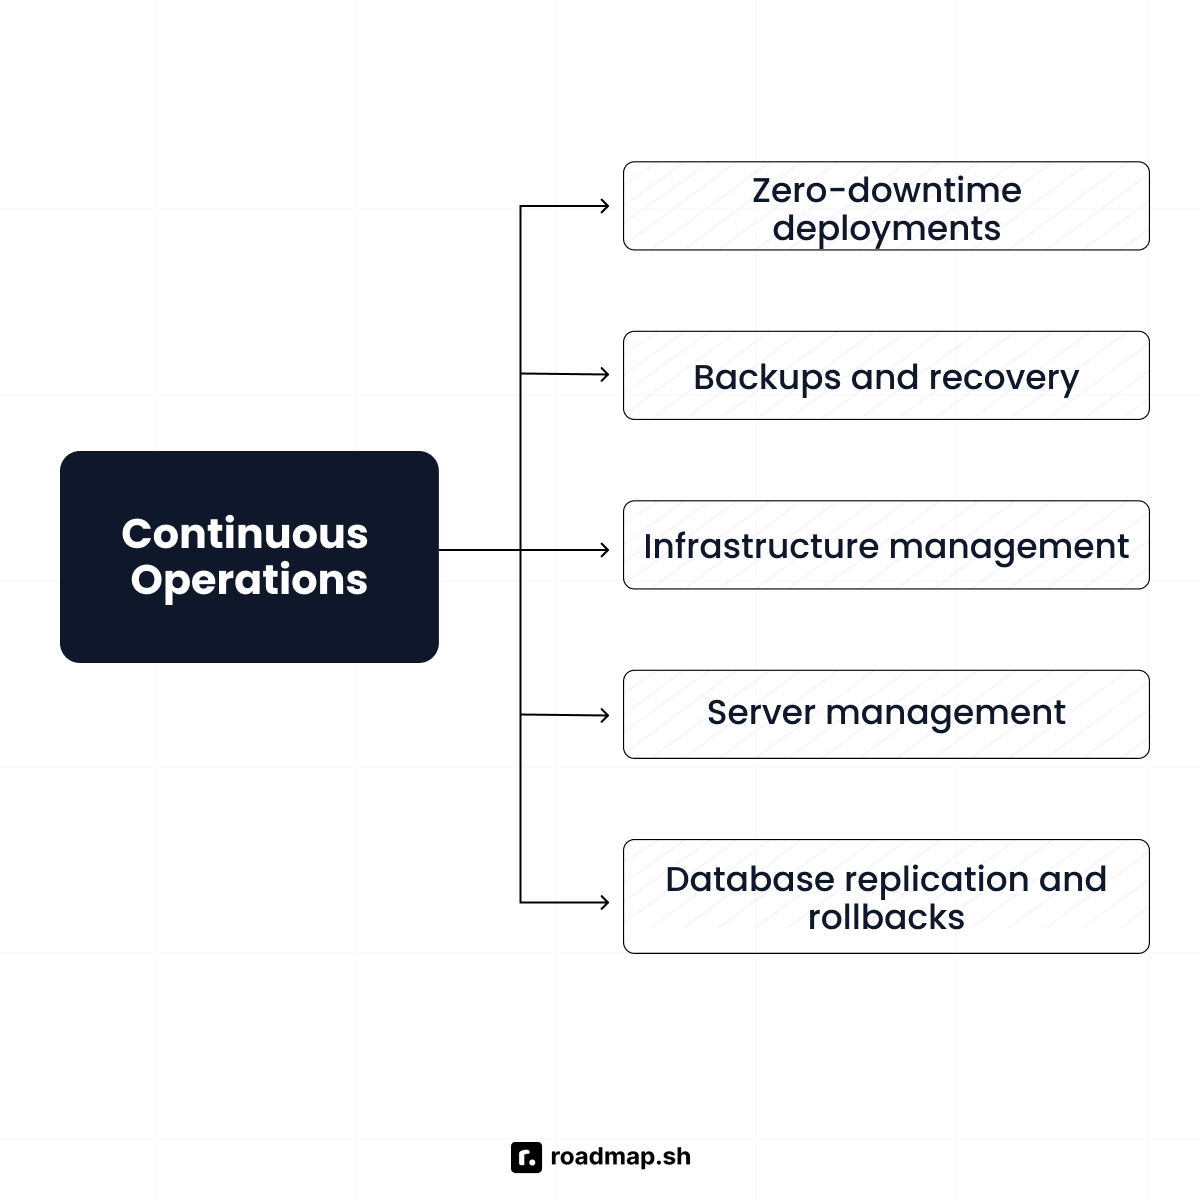 Zero-downtime
deployments
Backups and recovery
Continuous
Operations
Infrastructure management
Server management
Database replication and
rollbacks
r.
roadmap.sh